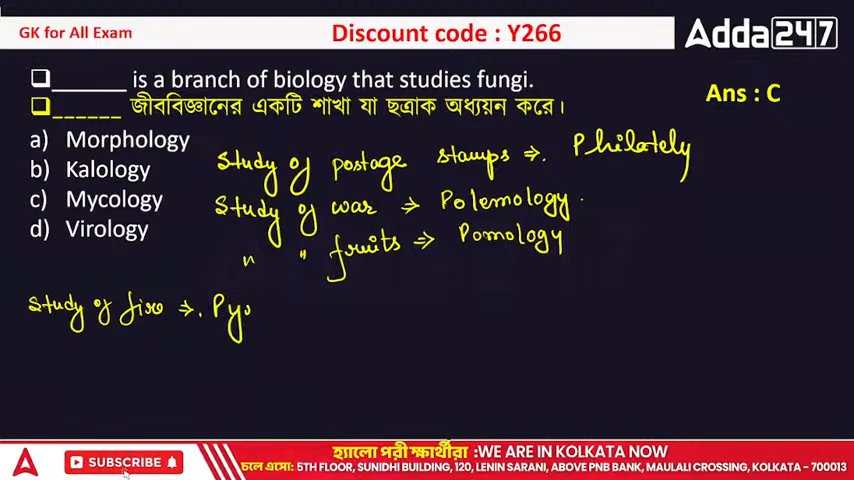 GK for All Exam
Discount code : Y266
Adda247
______ is a branch of biology that studies fungi.
______ জীববিজ্ঞানের একটি শাখা যা ছত্রাক অধ্যয়ন করে।
Ans : C
a) Morphology
b) Kalology
c) Mycology
d) Virology
Study of postage stamps ⇒. Philately
Study of war ⇒ Polemology.
" " fruits ⇒ Pomology
Study of fire ⇒. Pyr
SUBSCRIBE
হ্যালো পরীক্ষার্থীরা :WE ARE IN KOLKATA NOW
চলে এসো: 5TH FLOOR, SUNIDHI BUILDING, 120, LENIN SARANI, ABOVE PNB BANK, MAULALI CROSSING, KOLKATA - 700013